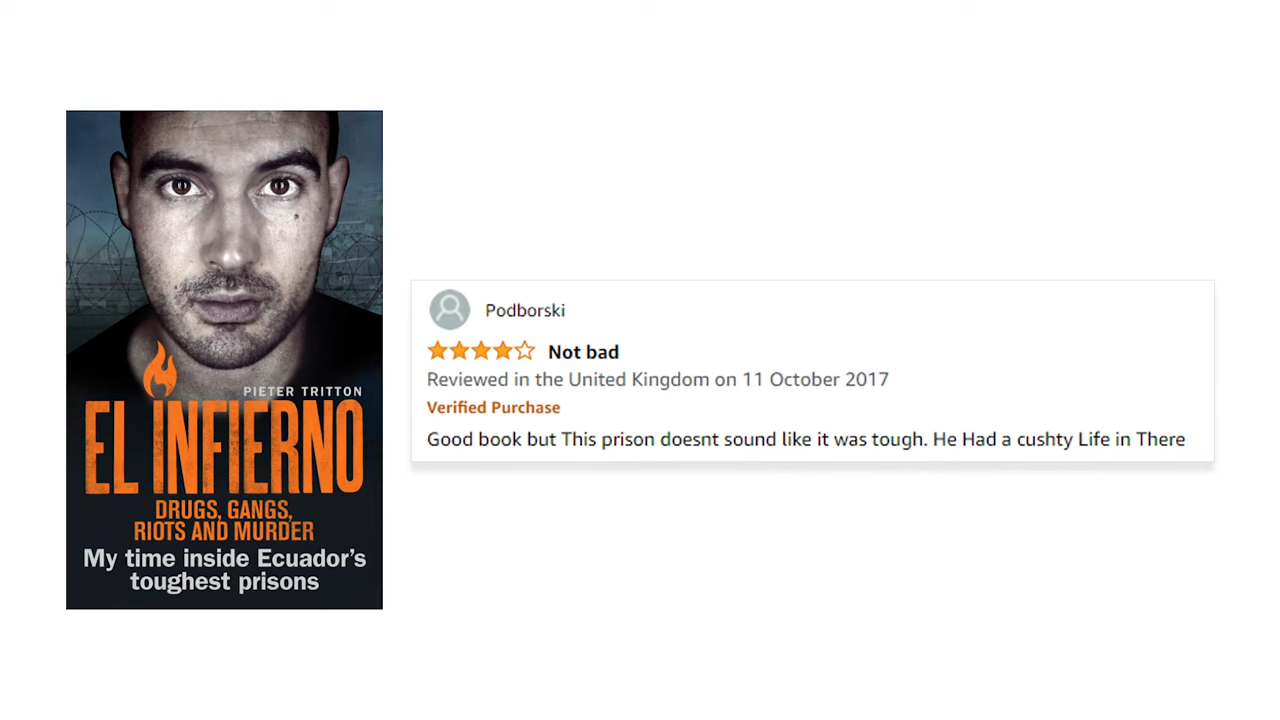 PIETER TRITTON
EL INFIERNO
DRUGS, GANGS,
RIOTS AND MURDER
My time inside Ecuador's
toughest prisons
Podborski
Not bad
Reviewed in the United Kingdom on 11 October 2017
Verified Purchase
Good book but This prison doesnt sound like it was tough. He Had a cushty Life in There